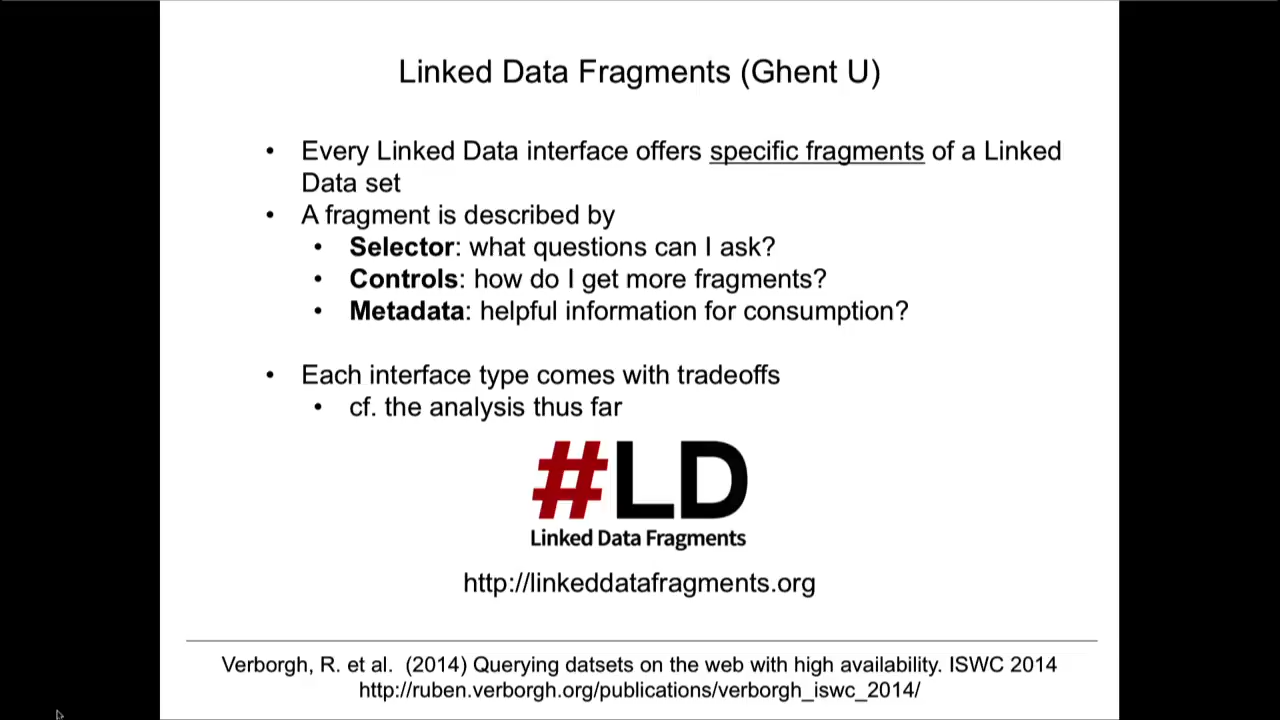 Linked Data Fragments (Ghent U)
• Every Linked Data interface offers specific fragments of a Linked
Data set
• A fragment is described by
• Selector: what questions can I ask?
• Controls: how do I get more fragments?
• Metadata: helpful information for consumption?
• Each interface type comes with tradeoffs
• cf. the analysis thus far
#LD
Linked Data Fragments
http://linkeddatafragments.org
Verborgh, R. et al. (2014) Querying datsets on the web with high availability. ISWC 2014
http://ruben.verborgh.org/publications/verborgh_iswc_2014/